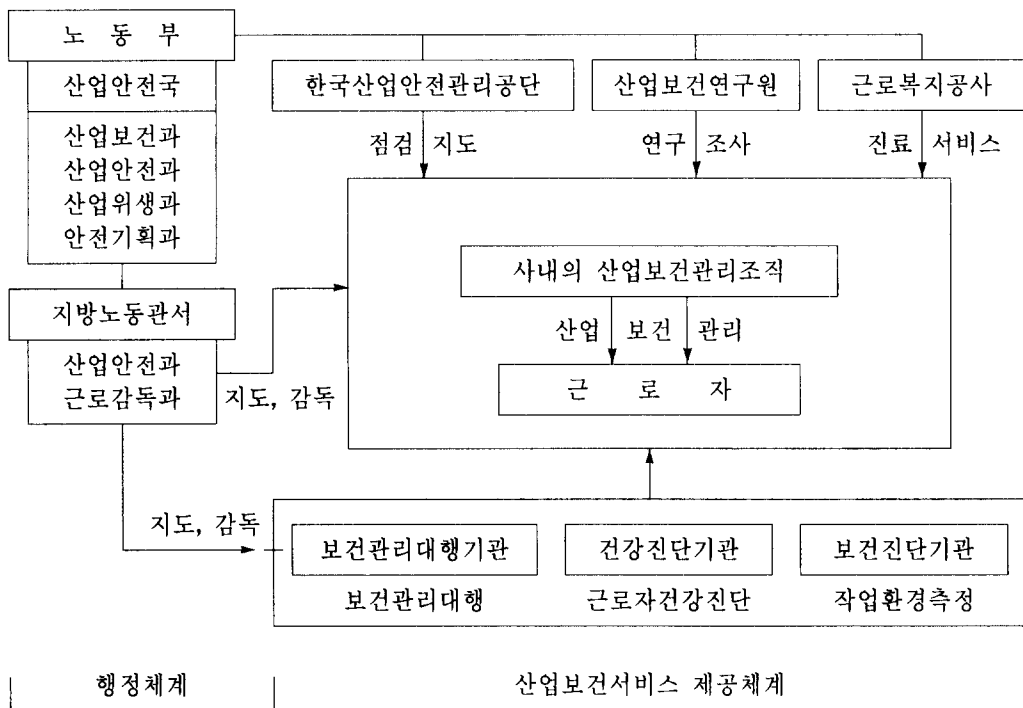 노 동 부
산업안전국
산업보건과
산업안전과
산업위생과
안전기획과
지방노동관서
산업안전과
근로감독과
한국산업안전관리공단
산업보건연구원
근로복지공사
점검 지도
연구 조사
진료 서비스
사내의 산업보건관리조직
산업 보건 관리
근 로 자
지도, 감독
지도, 감독
보건관리대행기관
건강진단기관
보건진단기관
보건관리대행
근로자건강진단
작업환경측정
행정체계
산업보건서비스 제공체계